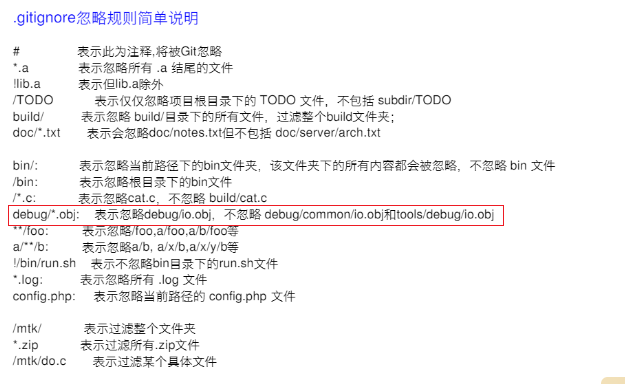 .gitignore忽略规则简单说明
# 表示此为注释,将被Git忽略
*.a 表示忽略所有 .a 结尾的文件
!lib.a 表示但lib.a除外
/TODO 表示仅仅忽略项目根目录下的 TODO 文件，不包括 subdir/TODO
build/ 表示忽略 build/目录下的所有文件，过滤整个build文件夹；
doc/*.txt 表示会忽略doc/notes.txt但不包括 doc/server/arch.txt
bin/: 表示忽略当前路径下的bin文件夹，该文件夹下的所有内容都会被忽略，不忽略 bin 文件
/bin: 表示忽略根目录下的bin文件
/*.c: 表示忽略cat.c，不忽略 build/cat.c
debug/*.obj: 表示忽略debug/io.obj，不忽略 debug/common/io.obj和tools/debug/io.obj
**/foo: 表示忽略/foo,a/foo,a/b/foo等
a/**/b: 表示忽略a/b, a/x/b,a/x/y/b等
!/bin/run.sh 表示不忽略bin目录下的run.sh文件
*.log: 表示忽略所有 .log 文件
config.php: 表示忽略当前路径的 config.php 文件
/mtk/ 表示过滤整个文件夹
*.zip 表示过滤所有.zip文件
/mtk/do.c 表示过滤某个具体文件